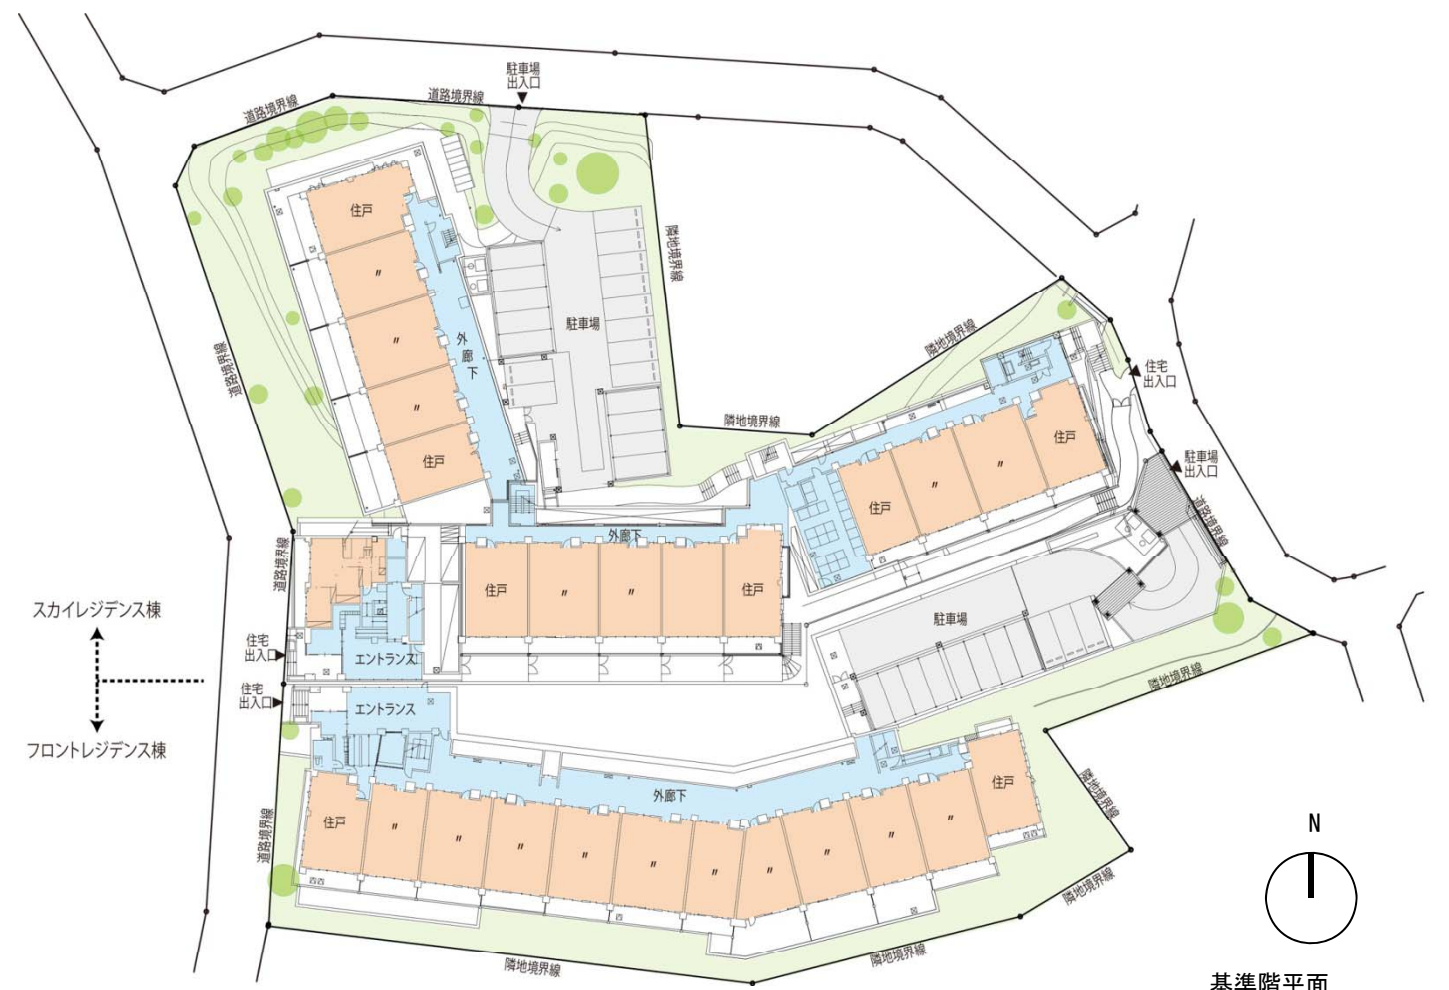 駐車場
出入口
道路境界線
道路境界線
住戸
〃
〃
〃
住戸
外
廊
下
駐車場
隣地境界線
隣地境界線
隣地境界線
道路境界線
住宅
出入口
駐車場
出入口
道路境界線
住戸
〃
〃
住戸
外廊下
住戸
〃
〃
住戸
道路境界線
スカイレジデンス棟
住宅
出入口
エントランス
住宅
出入口
エントランス
フロントレジデンス棟
駐車場
隣地境界線
外廊下
道路境界線
住戸
〃
〃
〃
〃
〃
〃
〃
〃
〃
〃
住戸
隣地境界線
隣地境界線
隣地境界線
隣地境界線
N
基準階平面